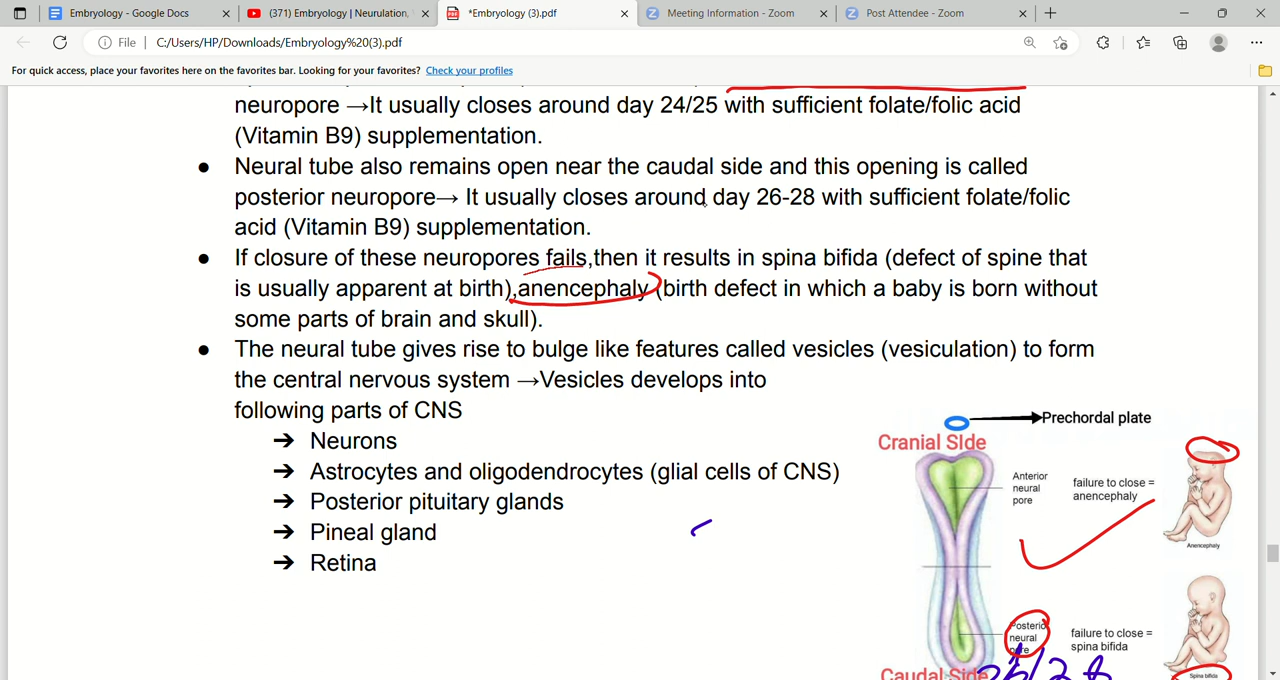 Embryology - Google Docs
(371) Embryology | Neurulation,
*Embryology (3).pdf
Meeting Information - Zoom
Post Attendee - Zoom
File
C:/Users/HP/Downloads/Embryology%20(3).pdf
For quick access, place your favorites here on the favorites bar. Looking for your favorites? Check your profiles
neuropore →It usually closes around day 24/25 with sufficient folate/folic acid
(Vitamin B9) supplementation.
● Neural tube also remains open near the caudal side and this opening is called
posterior neuropore→ It usually closes around day 26-28 with sufficient folate/folic
acid (Vitamin B9) supplementation.
● If closure of these neuropores fails,then it results in spina bifida (defect of spine that
is usually apparent at birth),anencephaly (birth defect in which a baby is born without
some parts of brain and skull).
● The neural tube gives rise to bulge like features called vesicles (vesiculation) to form
the central nervous system →Vesicles develops into
following parts of CNS
➔ Neurons
➔ Astrocytes and oligodendrocytes (glial cells of CNS)
➔ Posterior pituitary glands
➔ Pineal gland
➔ Retina
Prechordal plate
Cranial SIde
Anterior
neural
pore
failure to close =
anencephaly
Anencephaly
Posterior
neural
pore
failure to close =
spina bifida
Spina bifida
Caudal Side